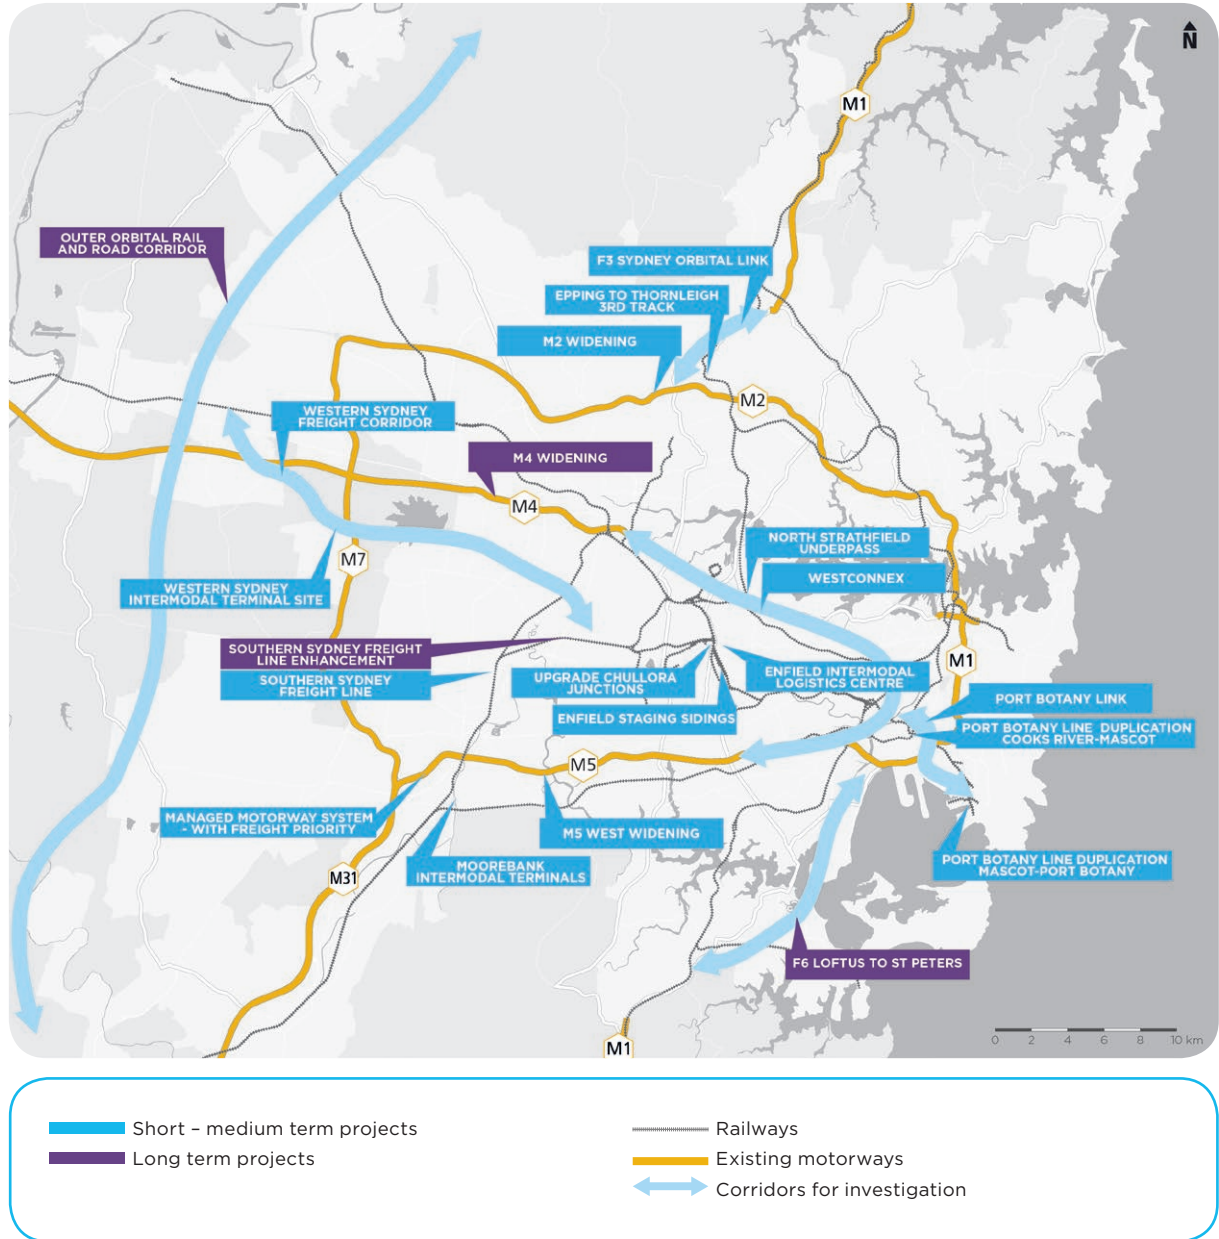 N
M1
OUTER ORBITAL RAIL
AND ROAD CORRIDOR
F3 SYDNEY ORBITAL LINK
EPPING TO THORNLEIGH
3RD TRACK
M2 WIDENING
M2
WESTERN SYDNEY
FREIGHT CORRIDOR
M4 WIDENING
M4
NORTH STRATHFIELD
UNDERPASS
M7
WESTCONNEX
WESTERN SYDNEY
INTERMODAL TERMINAL SITE
SOUTHERN SYDNEY FREIGHT
LINE ENHANCEMENT
SOUTHERN SYDNEY
FREIGHT LINE
UPGRADE CHULLORA
JUNCTIONS
ENFIELD INTERMODAL
LOGISTICS CENTRE
M1
ENFIELD STAGING SIDINGS
PORT BOTANY LINK
PORT BOTANY LINE DUPLICATION
COOKS RIVER-MASCOT
M5
MANAGED MOTORWAY SYSTEM
- WITH FREIGHT PRIORITY
M5 WEST WIDENING
MOOREBANK
INTERMODAL TERMINALS
PORT BOTANY LINE DUPLICATION
MASCOT-PORT BOTANY
M31
F6 LOFTUS TO ST PETERS
M1
0 2 4 6 8 10 km
Short – medium term projects
Long term projects
Railways
Existing motorways
Corridors for investigation